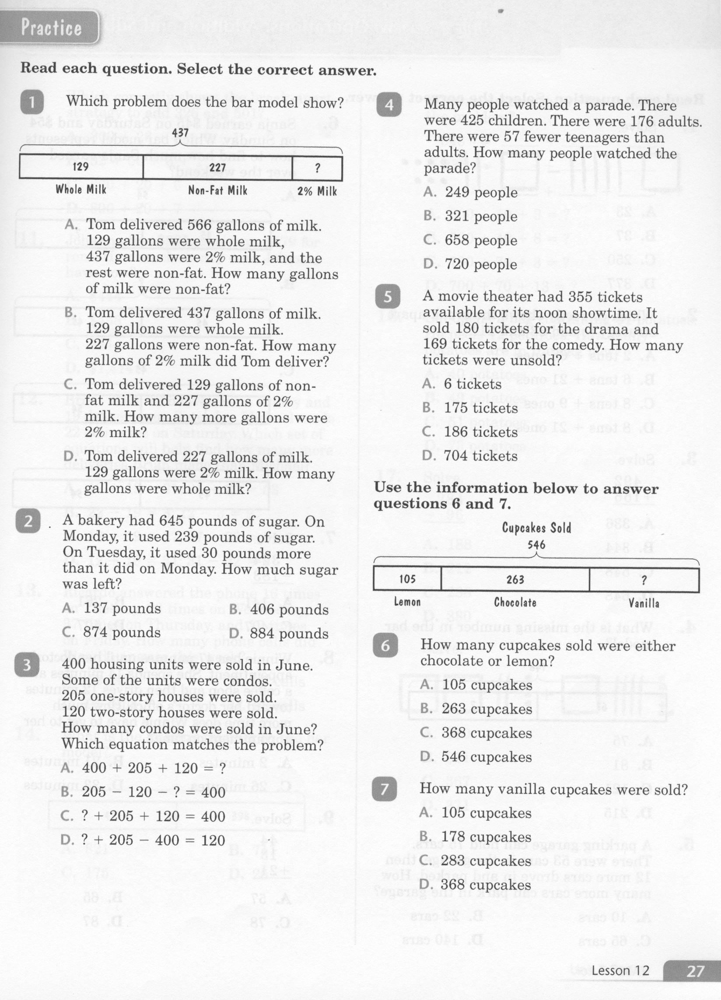 Practice
Read each question. Select the correct answer.
1 Which problem does the bar model show?
437
129 227 ?
Whole Milk Non-Fat Milk 2% Milk
A. Tom delivered 566 gallons of milk.
129 gallons were whole milk,
437 gallons were 2% milk, and the
rest were non-fat. How many gallons
of milk were non-fat?
B. Tom delivered 437 gallons of milk.
129 gallons were whole milk.
227 gallons were non-fat. How many
gallons of 2% milk did Tom deliver?
C. Tom delivered 129 gallons of non-
fat milk and 227 gallons of 2%
milk. How many more gallons were
2% milk?
D. Tom delivered 227 gallons of milk.
129 gallons were 2% milk. How many
gallons were whole milk?
2 A bakery had 645 pounds of sugar. On
Monday, it used 239 pounds of sugar.
On Tuesday, it used 30 pounds more
than it did on Monday. How much sugar
was left?
A. 137 pounds B. 406 pounds
C. 874 pounds D. 884 pounds
3 400 housing units were sold in June.
Some of the units were condos.
205 one-story houses were sold.
120 two-story houses were sold.
How many condos were sold in June?
Which equation matches the problem?
A. 400 + 205 + 120 = ?
B. 205 − 120 − ? = 400
C. ? + 205 + 120 = 400
D. ? + 205 − 400 = 120
4 Many people watched a parade. There
were 425 children. There were 176 adults.
There were 57 fewer teenagers than
adults. How many people watched the
parade?
A. 249 people
B. 321 people
C. 658 people
D. 720 people
5 A movie theater had 355 tickets
available for its noon showtime. It
sold 180 tickets for the drama and
169 tickets for the comedy. How many
tickets were unsold?
A. 6 tickets
B. 175 tickets
C. 186 tickets
D. 704 tickets
Use the information below to answer
questions 6 and 7.
Cupcakes Sold
546
105 263 ?
Lemon Chocolate Vanilla
6 How many cupcakes sold were either
chocolate or lemon?
A. 105 cupcakes
B. 263 cupcakes
C. 368 cupcakes
D. 546 cupcakes
7 How many vanilla cupcakes were sold?
A. 105 cupcakes
B. 178 cupcakes
C. 283 cupcakes
D. 368 cupcakes
Lesson 12 27